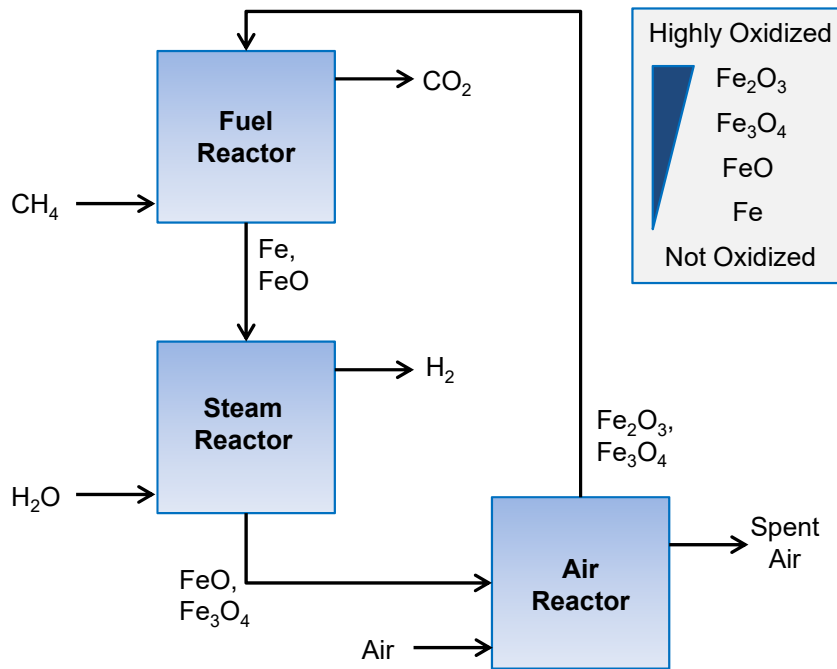 Highly Oxidized
Fe₂O₃
Fe₃O₄
FeO
Fe
Not Oxidized
Fuel
Reactor
CO₂
CH₄
Fe,
FeO
Steam
Reactor
H₂
H₂O
Fe₂O₃,
Fe₃O₄
FeO,
Fe₃O₄
Air
Reactor
Spent
Air
Air